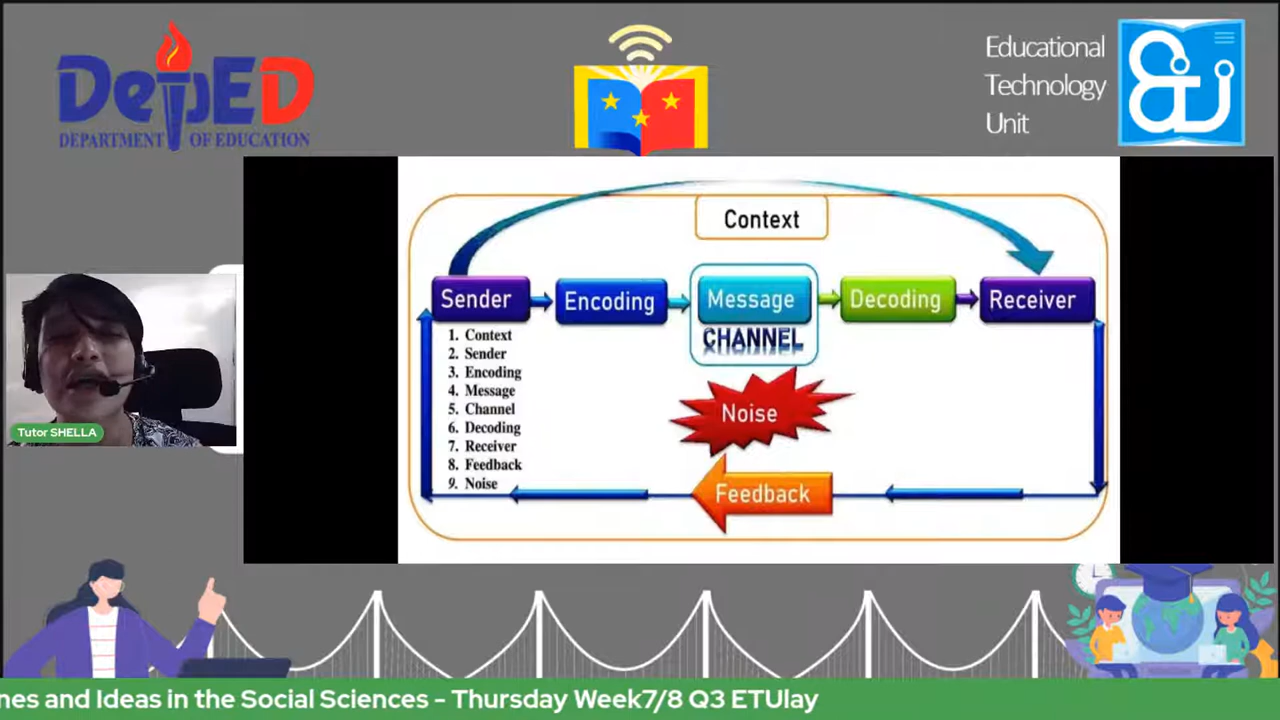 DepED
DEPARTMENT OF EDUCATION
Educational
Technology
Unit
Context
Sender
Encoding
Message
Decoding
Receiver
CHANNEL
1. Context
2. Sender
3. Encoding
4. Message
5. Channel
6. Decoding
7. Receiver
8. Feedback
9. Noise
Noise
Feedback
Tutor SHELLA
nes and Ideas in the Social Sciences - Thursday Week7/8 Q3 ETUlay